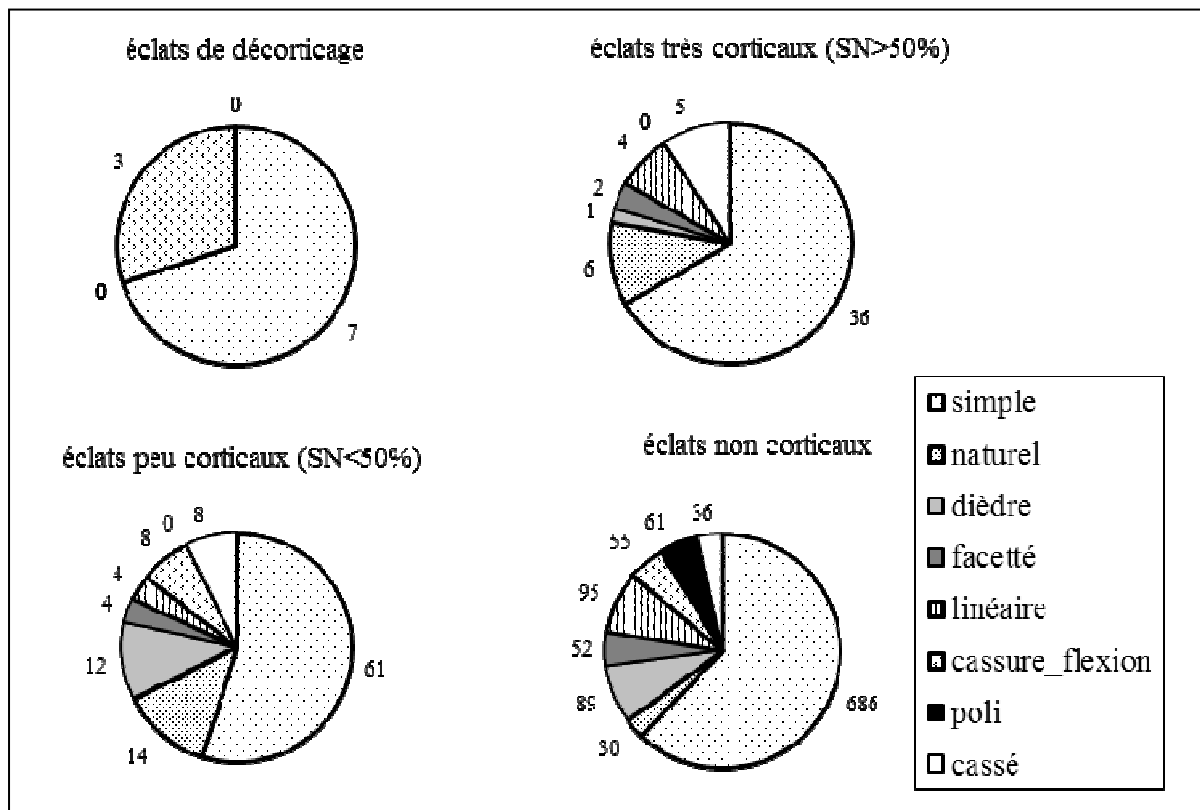 éclats de décorticage
0
3
0
7
éclats très corticaux (SN>50%)
5
0
4
2
1
6
36
éclats peu corticaux (SN<50%)
8
0
8
4
4
12
14
61
éclats non corticaux
36
61
55
95
52
89
30
686
simple
naturel
dièdre
facetté
linéaire
cassure_flexion
poli
cassé